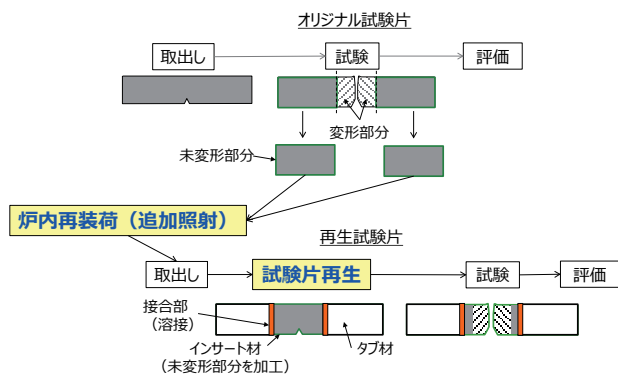 オリジナル試験片
取出し
試験
評価
変形部分
未変形部分
炉内再装荷（追加照射）
再生試験片
取出し
試験片再生
試験
評価
接合部
（溶接）
インサート材
（未変形部分を加工）
タブ材